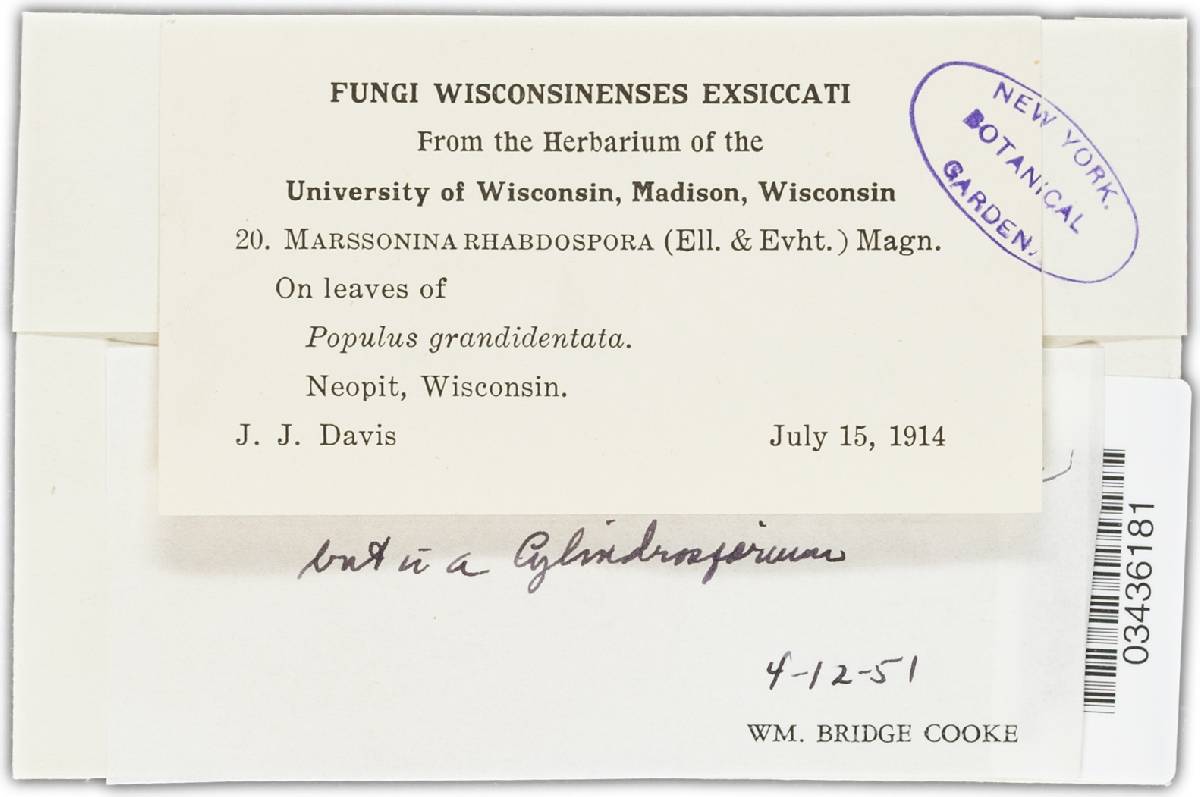 FUNGI WISCONSINENSES EXSICCATI
From the Herbarium of the
University of Wisconsin, Madison, Wisconsin
20. MARSSONINA RHABDOSPORA (Ell. & Evht.) Magn.
On leaves of
Populus grandidentata.
Neopit, Wisconsin.
J. J. Davis July 15, 1914
NEW YORK.
BOTANICAL
GARDEN.
but is a Cylindrosporium
4-12-51
WM. BRIDGE COOKE
03436181